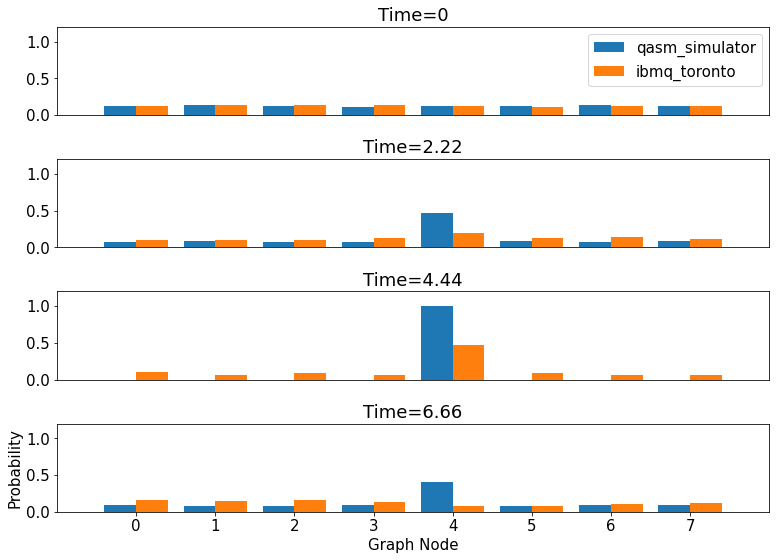 Time=0
1.0
0.5
0.0
qasm_simulator
ibmq_toronto
Time=2.22
1.0
0.5
0.0
Time=4.44
1.0
0.5
0.0
Time=6.66
1.0
0.5
0.0
Probability
0 1 2 3 4 5 6 7
Graph Node